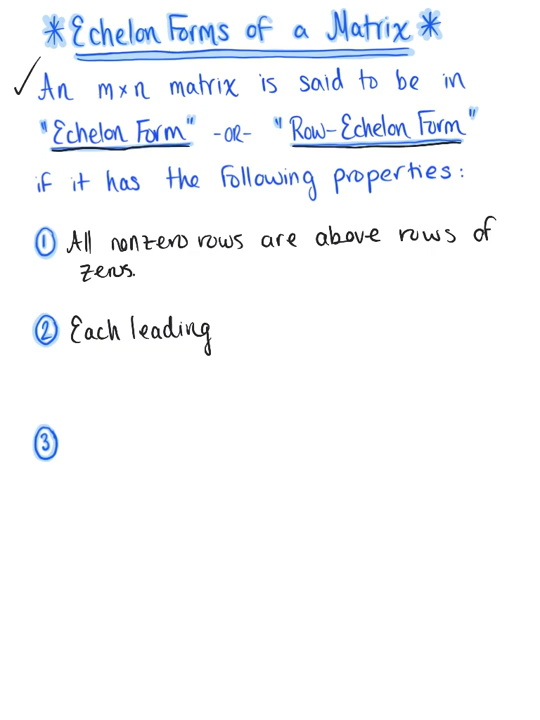 *Echelon Forms of a Matrix*
✓ An m×n matrix is said to be in
"Echelon Form" -OR- "Row-Echelon Form"
if it has the following properties:
① All nonzero rows are above rows of
zeros.
② Each leading
③